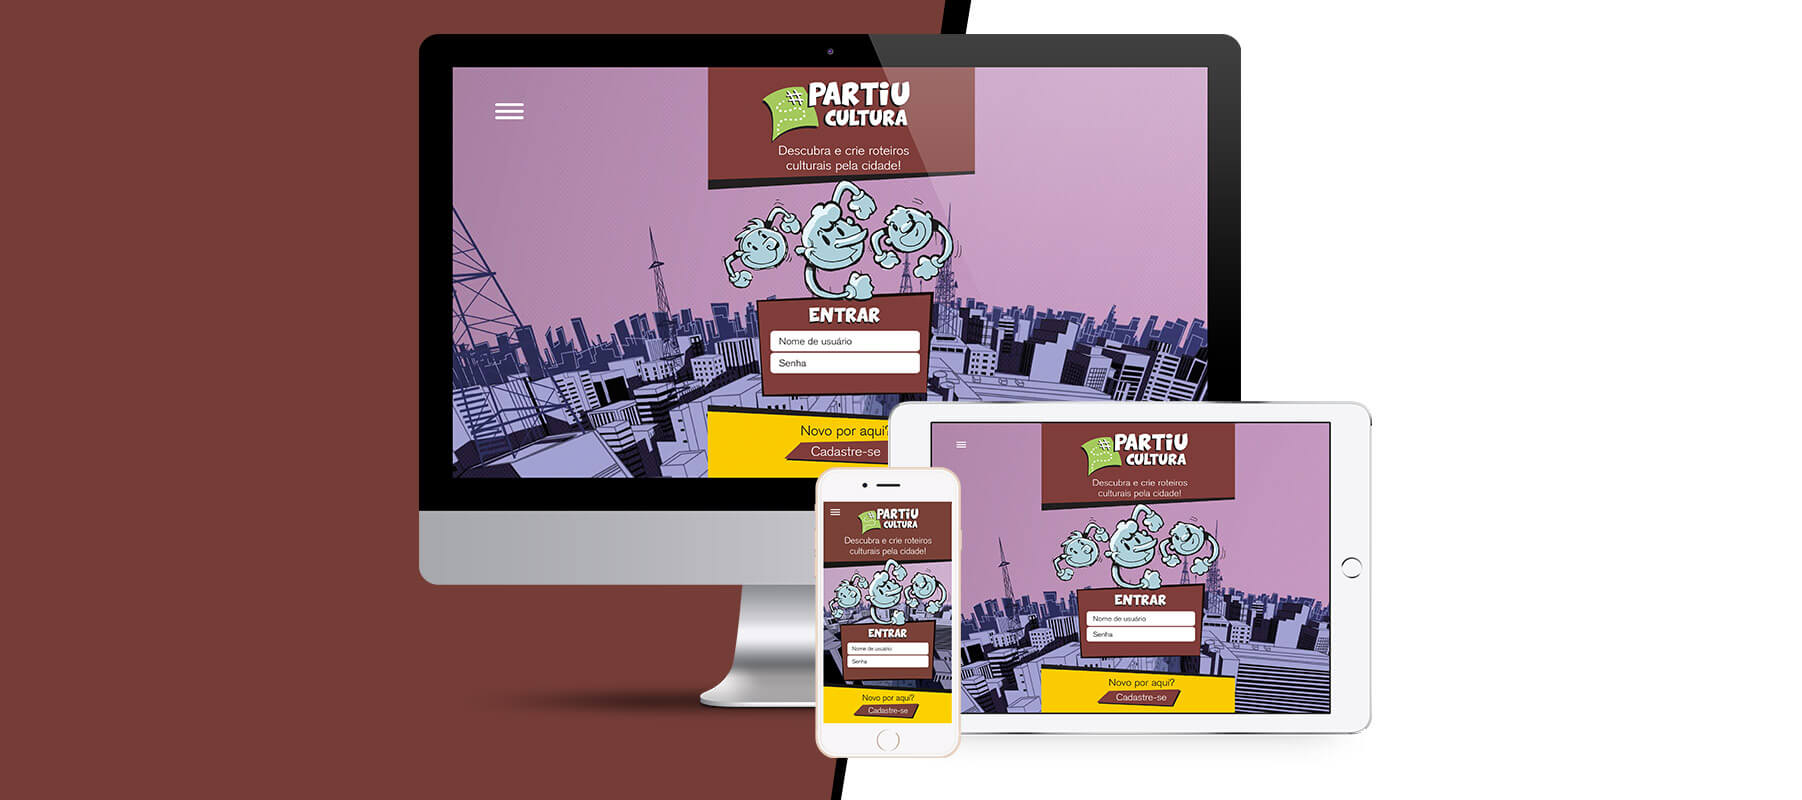 #PARTiU
CULTURA
Descubra e crie roteiros
culturais pela cidade!
ENTRAR
Nome de usuário
Senha
Novo por aqui?
Cadastre-se
#PARTiU
CULTURA
Descubra e crie roteiros
culturais pela cidade!
ENTRAR
Nome de usuário
Senha
Novo por aqui?
Cadastre-se
#PARTiU
CULTURA
Descubra e crie roteiros
culturais pela cidade!
ENTRAR
Nome de usuário
Senha
Novo por aqui?
Cadastre-se